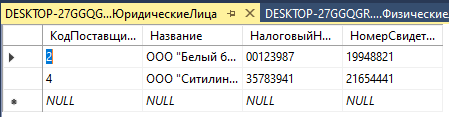 DESKTOP-27GGQG...ЮридическиеЛица DESKTOP-27GGQGR....Физические
КодПоставщи... Название НалоговыйН... НомерСвидет...
2 ООО "Белый б... 00123987 19948821
4 ООО "Ситилин... 35783941 21654441
NULL NULL NULL NULL